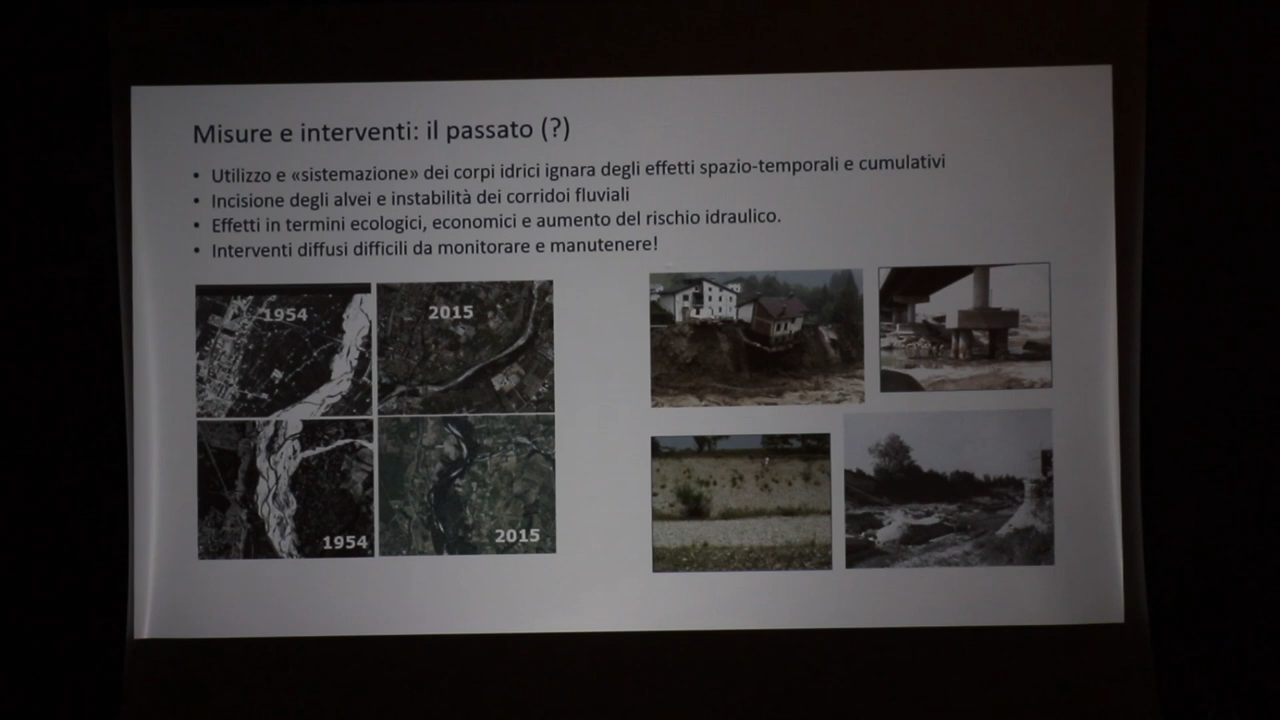 Misure e interventi: il passato (?)
• Utilizzo e «sistemazione» dei corpi idrici ignara degli effetti spazio-temporali e cumulativi
• Incisione degli alvei e instabilità dei corridoi fluviali
• Effetti in termini ecologici, economici e aumento del rischio idraulico.
• Interventi diffusi difficili da monitorare e manutenere!
1954
2015
1954
2015